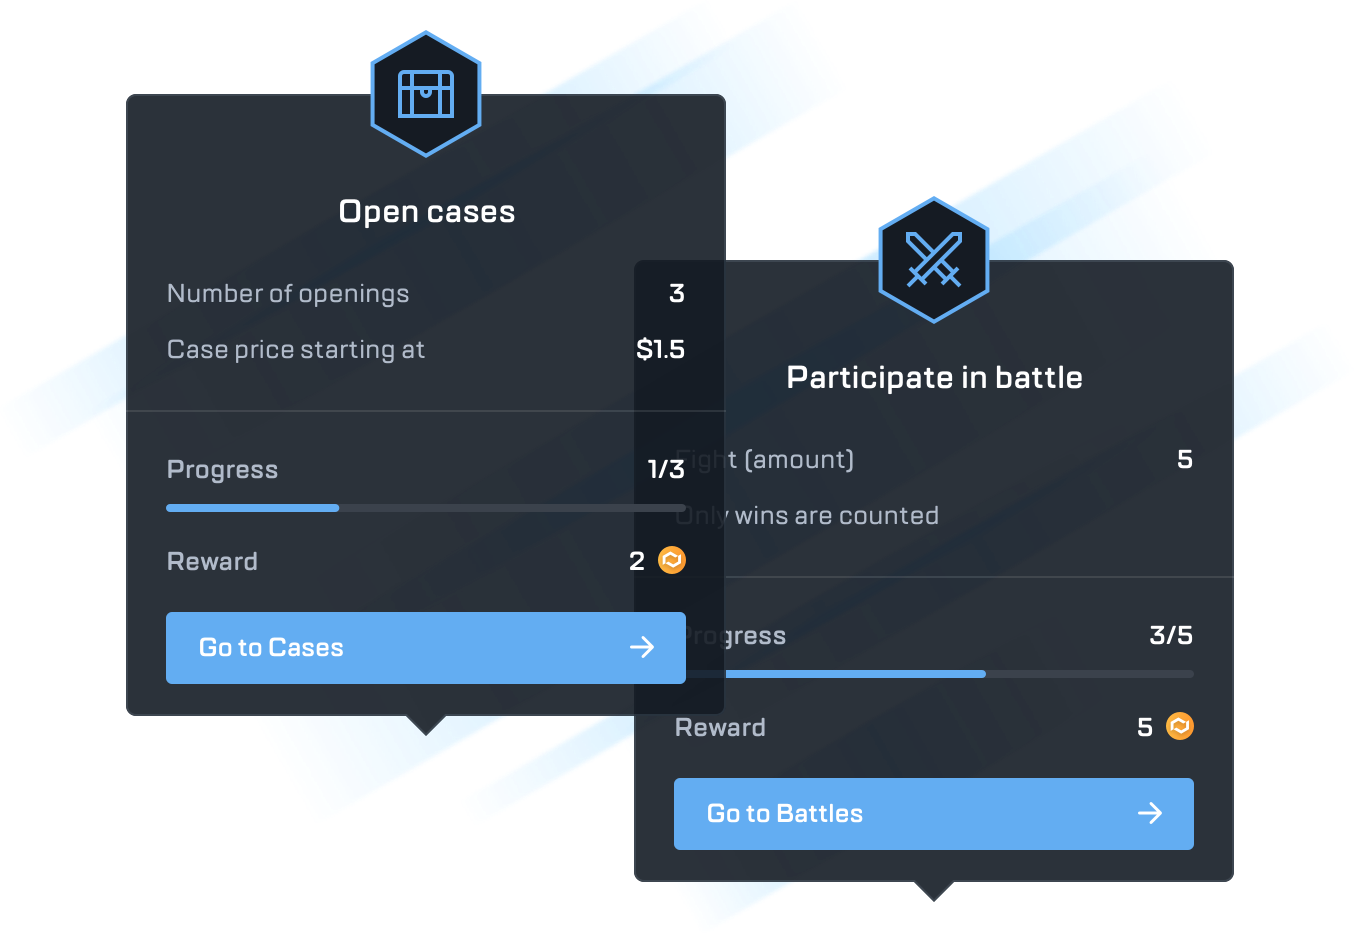 Open cases
Number of openings 3
Case price starting at $1.5
Progress 1/3
Reward 2
Go to Cases
Participate in battle
Fight (amount) 5
Only wins are counted
Progress 3/5
Reward 5
Go to Battles